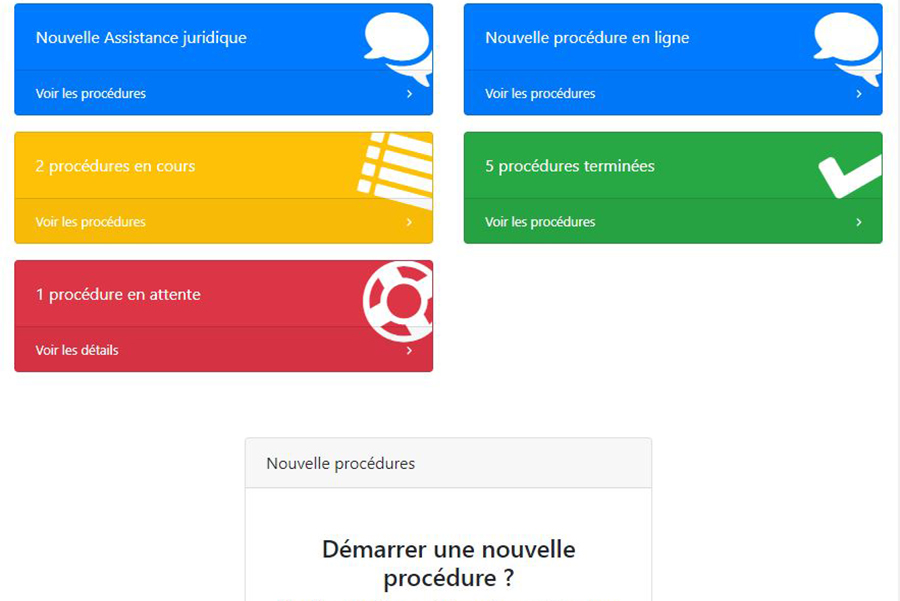 Nouvelle Assistance juridique
Voir les procédures
Nouvelle procédure en ligne
Voir les procédures
2 procédures en cours
Voir les procédures
5 procédures terminées
Voir les procédures
1 procédure en attente
Voir les détails
Nouvelle procédures
Démarrer une nouvelle
procédure ?